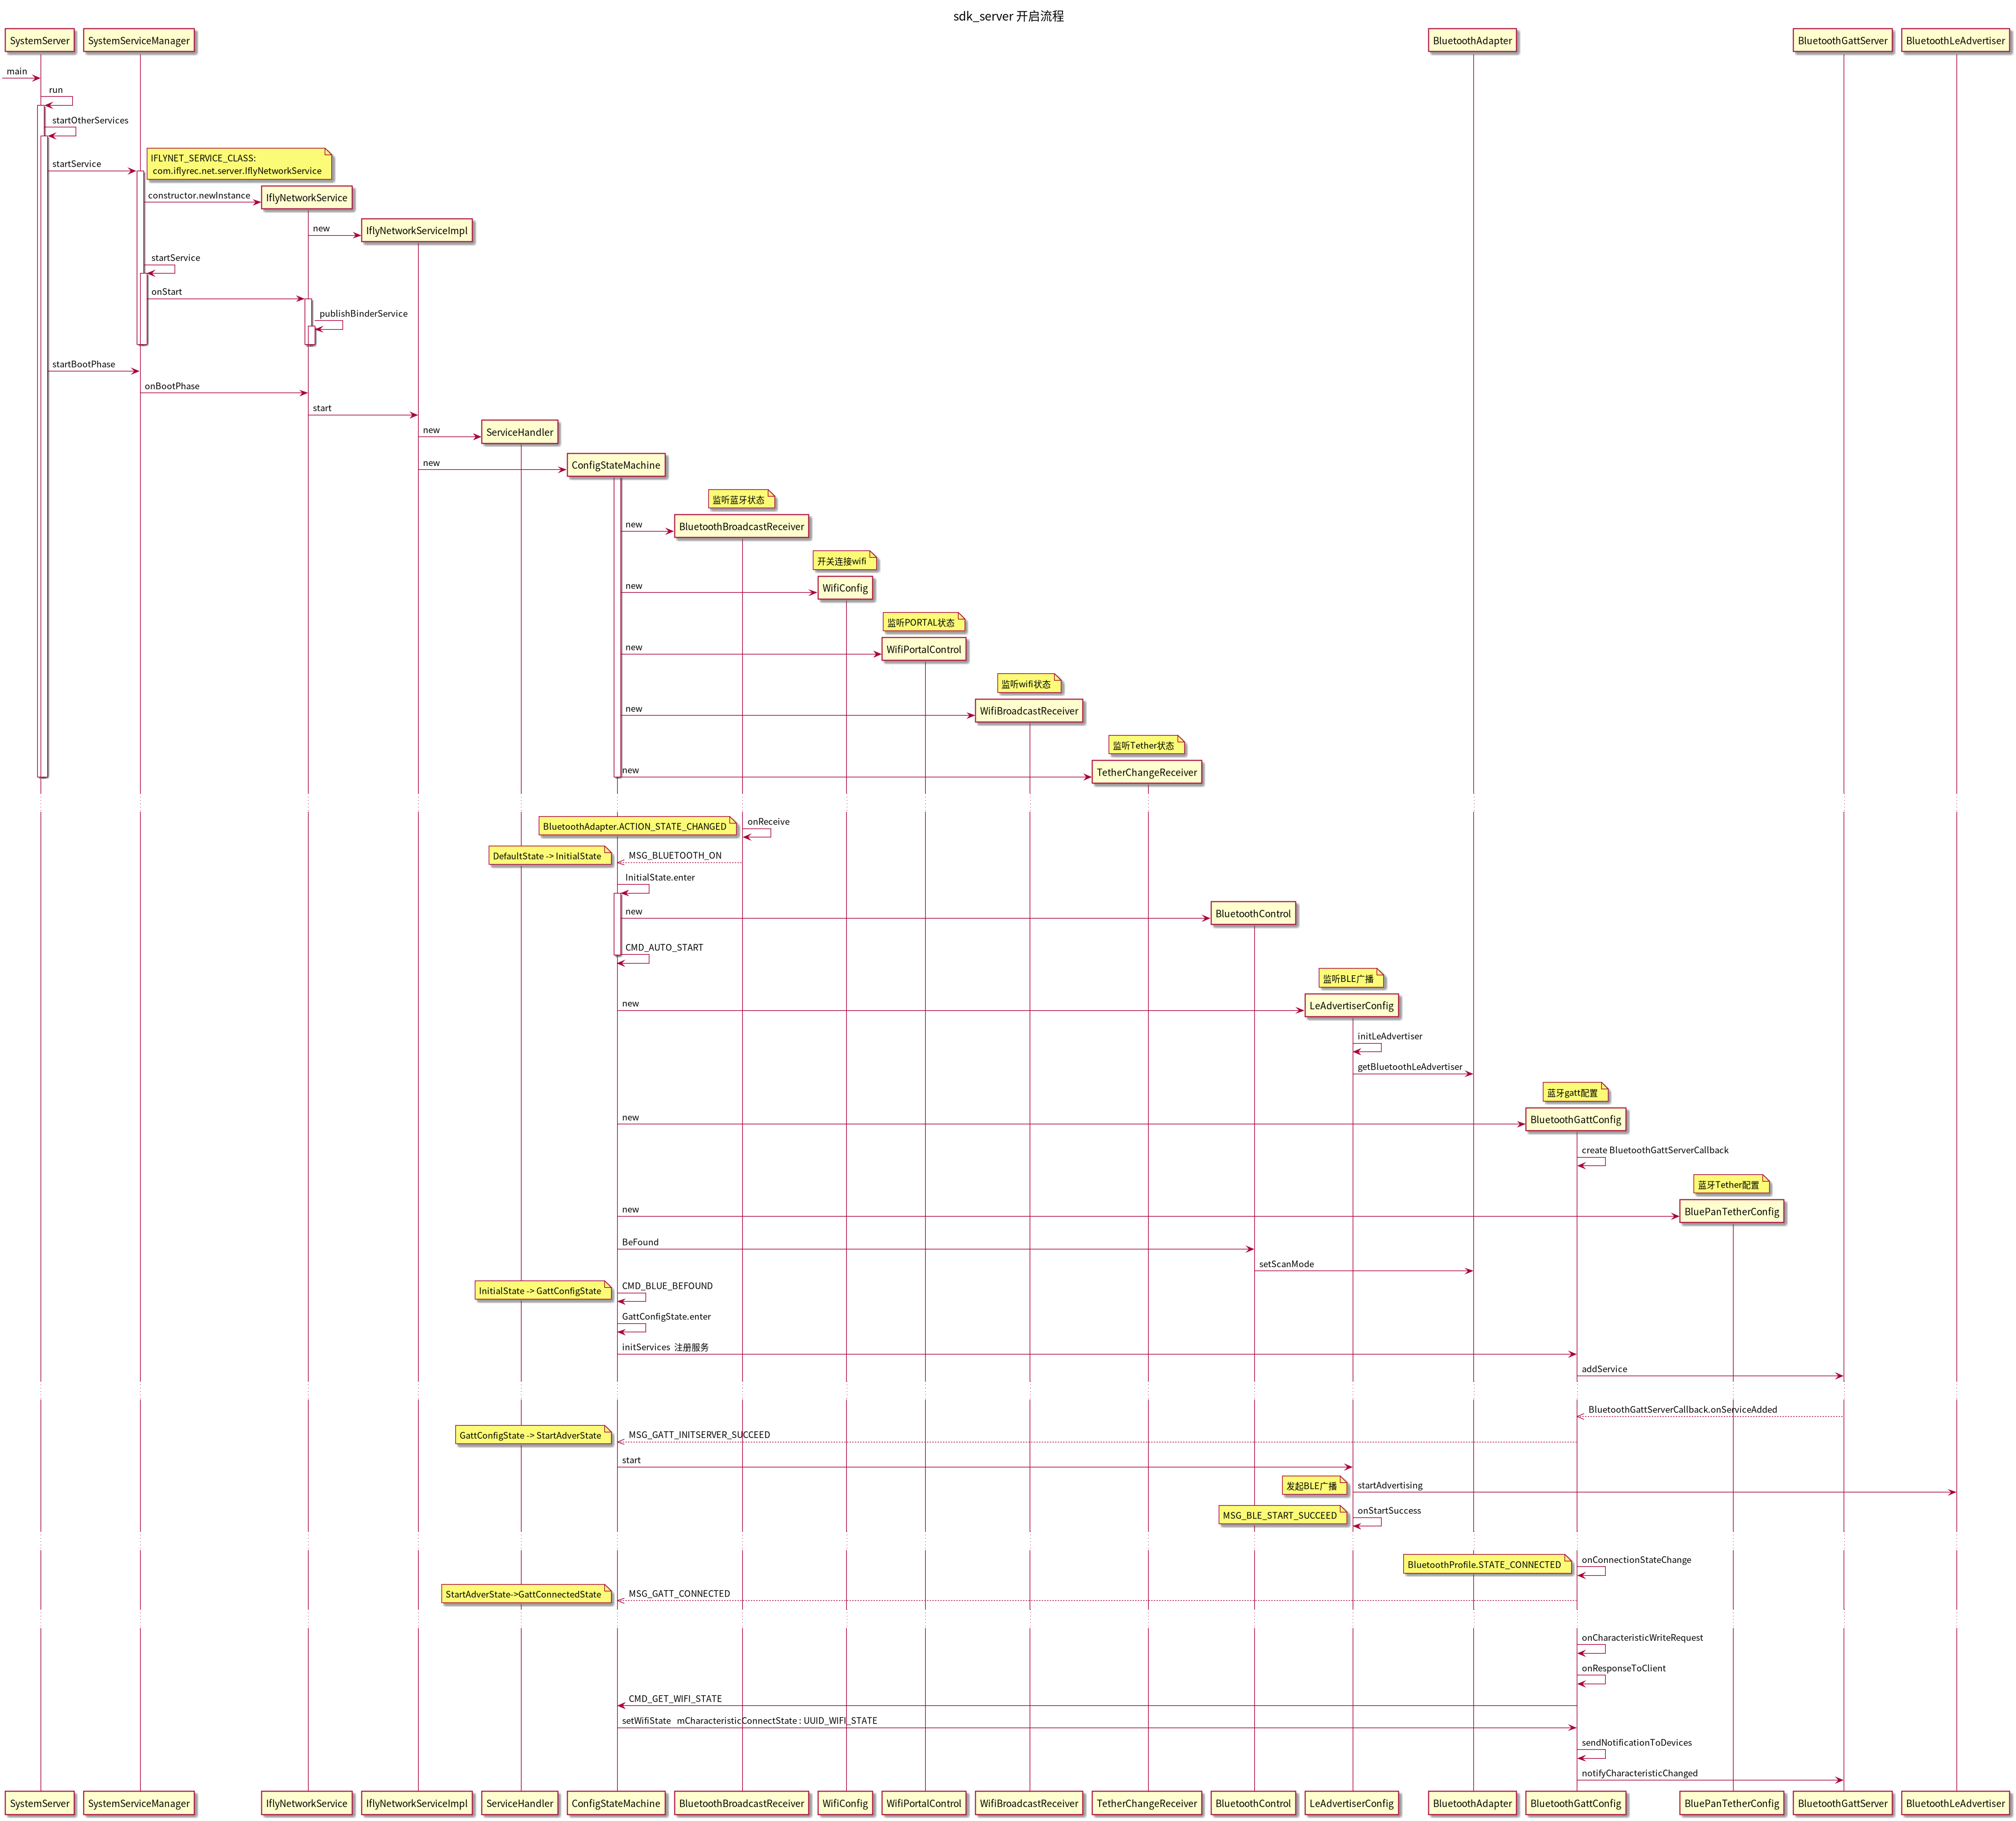 sdk_server 开启流程
SystemServer
SystemServiceManager
BluetoothAdapter
BluetoothGattServer
BluetoothLeAdvertiser
main
run
startOtherServices
startService
IFLYNET_SERVICE_CLASS:
com.iflyrec.net.server.IflyNetworkService
constructor.newInstance
IflyNetworkService
new
IflyNetworkServiceImpl
startService
onStart
publishBinderService
startBootPhase
onBootPhase
start
new
ServiceHandler
new
ConfigStateMachine
监听蓝牙状态
new
BluetoothBroadcastReceiver
开关连接wifi
new
WifiConfig
监听PORTAL状态
new
WifiPortalControl
监听wifi状态
new
WifiBroadcastReceiver
监听Tether状态
new
TetherChangeReceiver
BluetoothAdapter.ACTION_STATE_CHANGED
onReceive
DefaultState -> InitialState
MSG_BLUETOOTH_ON
InitialState.enter
new
BluetoothControl
CMD_AUTO_START
监听BLE广播
new
LeAdvertiserConfig
initLeAdvertiser
getBluetoothLeAdvertiser
蓝牙gatt配置
new
BluetoothGattConfig
create BluetoothGattServerCallback
蓝牙Tether配置
new
BluePanTetherConfig
BeFound
setScanMode
InitialState -> GattConfigState
CMD_BLUE_BEFOUND
GattConfigState.enter
initServices 注册服务
addService
BluetoothGattServerCallback.onServiceAdded
GattConfigState -> StartAdverState
MSG_GATT_INITSERVER_SUCCEED
start
发起BLE广播
startAdvertising
MSG_BLE_START_SUCCEED
onStartSuccess
BluetoothProfile.STATE_CONNECTED
onConnectionStateChange
StartAdverState->GattConnectedState
MSG_GATT_CONNECTED
onCharacteristicWriteRequest
onResponseToClient
CMD_GET_WIFI_STATE
setWifiState mCharacteristicConnectState : UUID_WIFI_STATE
sendNotificationToDevices
notifyCharacteristicChanged
SystemServer
SystemServiceManager
IflyNetworkService
IflyNetworkServiceImpl
ServiceHandler
ConfigStateMachine
BluetoothBroadcastReceiver
WifiConfig
WifiPortalControl
WifiBroadcastReceiver
TetherChangeReceiver
BluetoothControl
LeAdvertiserConfig
BluetoothAdapter
BluetoothGattConfig
BluePanTetherConfig
BluetoothGattServer
BluetoothLeAdvertiser